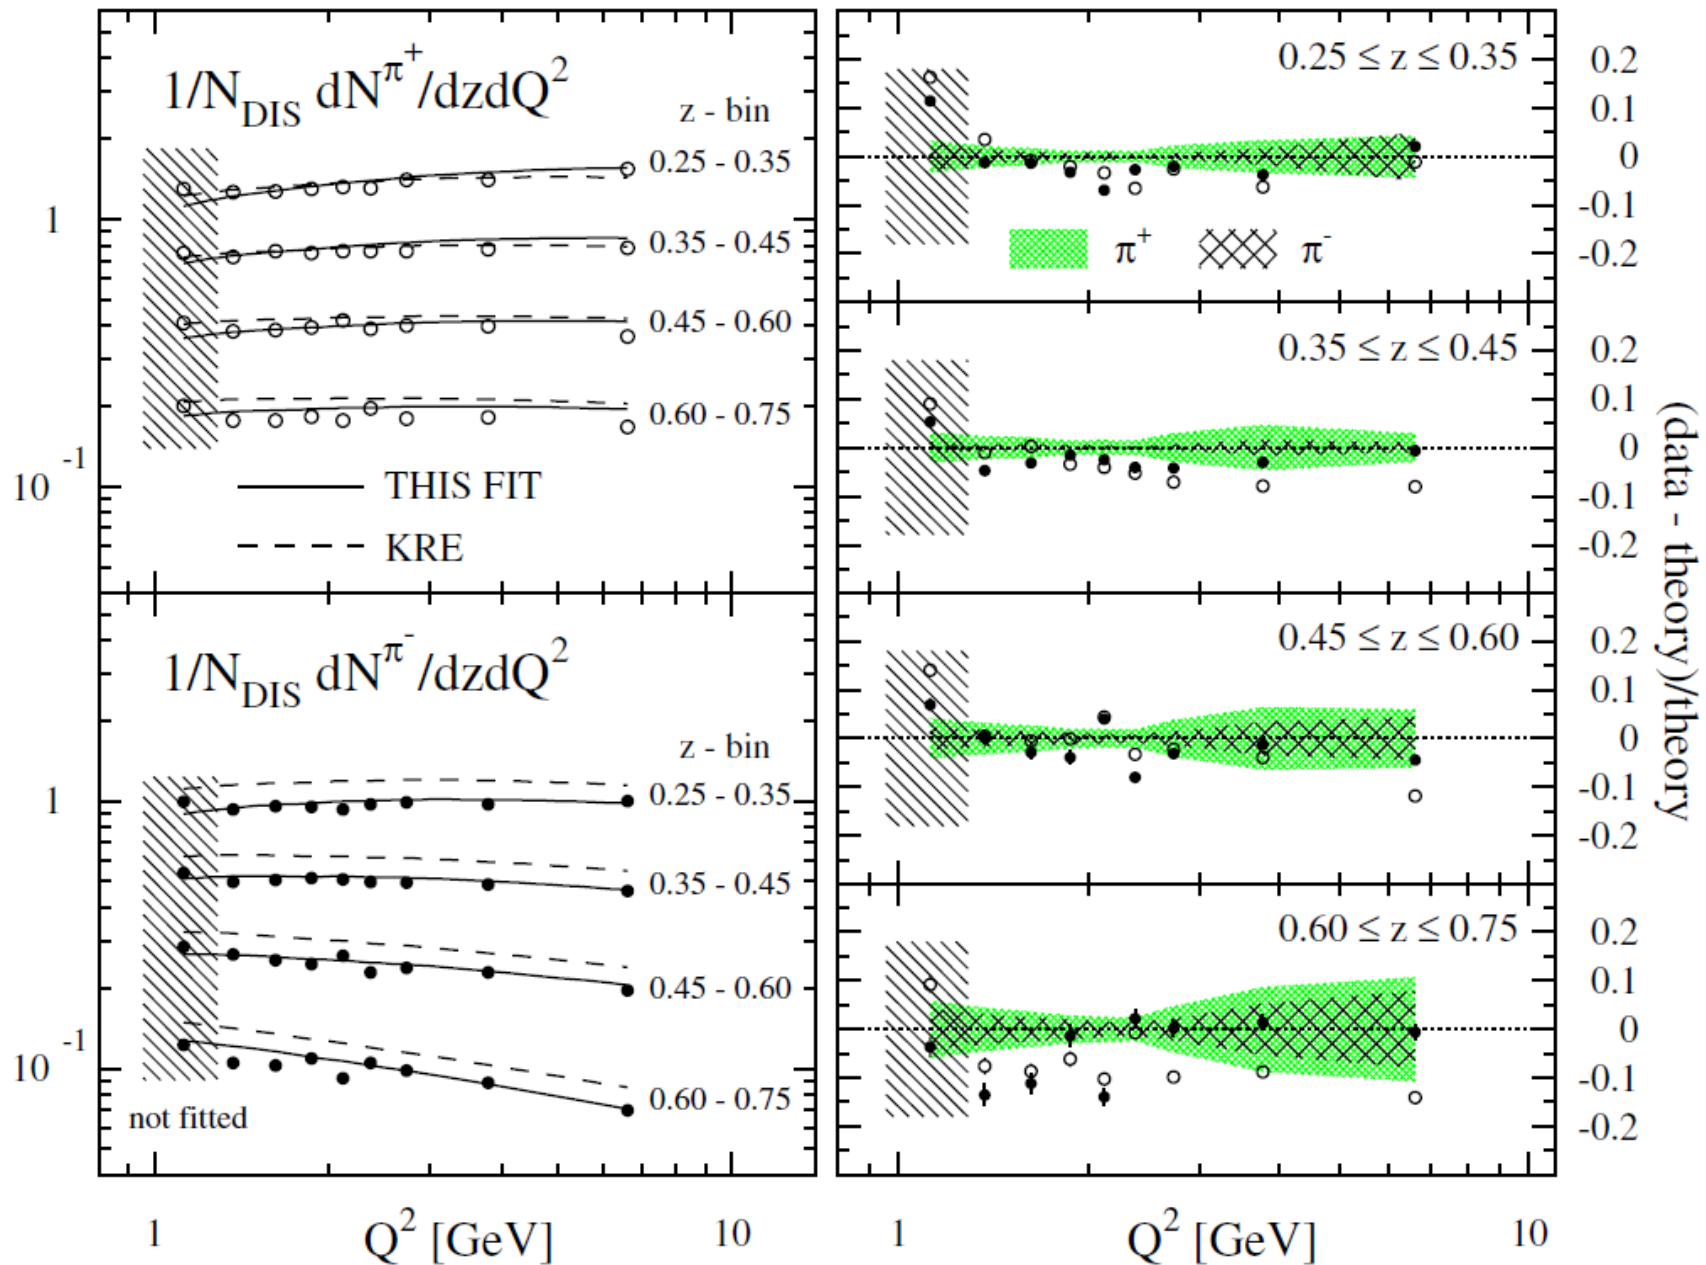 1/N_DIS dN^π+/dzdQ^2
z - bin
0.25 - 0.35
1
0.35 - 0.45
0.45 - 0.60
0.60 - 0.75
10^-1
THIS FIT
KRE
1/N_DIS dN^π-/dzdQ^2
z - bin
0.25 - 0.35
1
0.35 - 0.45
0.45 - 0.60
10^-1
0.60 - 0.75
not fitted
1
10
Q^2 [GeV]
0.25 ≤ z ≤ 0.35
0.2
0.1
0
-0.1
-0.2
π+
π-
0.35 ≤ z ≤ 0.45
0.2
0.1
0
-0.1
-0.2
0.45 ≤ z ≤ 0.60
0.2
0.1
0
-0.1
-0.2
0.60 ≤ z ≤ 0.75
0.2
0.1
0
-0.1
-0.2
(data - theory)/theory
1
10
Q^2 [GeV]